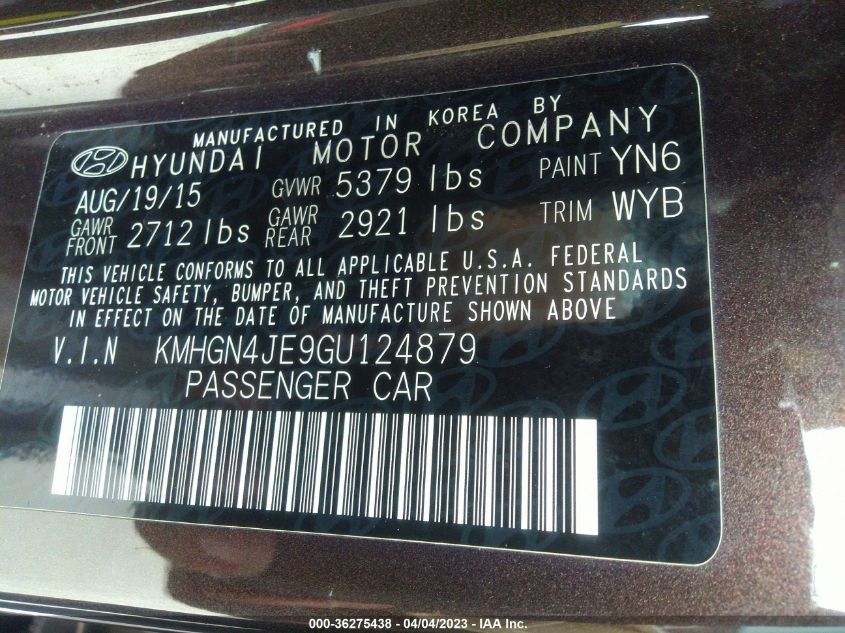 MANUFACTURED IN KOREA BY
HYUNDAI MOTOR COMPANY
AUG/19/15 GVWR 5379 lbs PAINT YN6
GAWR FRONT 2712 lbs GAWR REAR 2921 lbs TRIM WYB
THIS VEHICLE CONFORMS TO ALL APPLICABLE U.S.A. FEDERAL
MOTOR VEHICLE SAFETY, BUMPER, AND THEFT PREVENTION STANDARDS
IN EFFECT ON THE DATE OF MANUFACTURE SHOWN ABOVE
V.I.N KMHGN4JE9GU124879
PASSENGER CAR
000-36275438 - 04/04/2023 - IAA Inc.